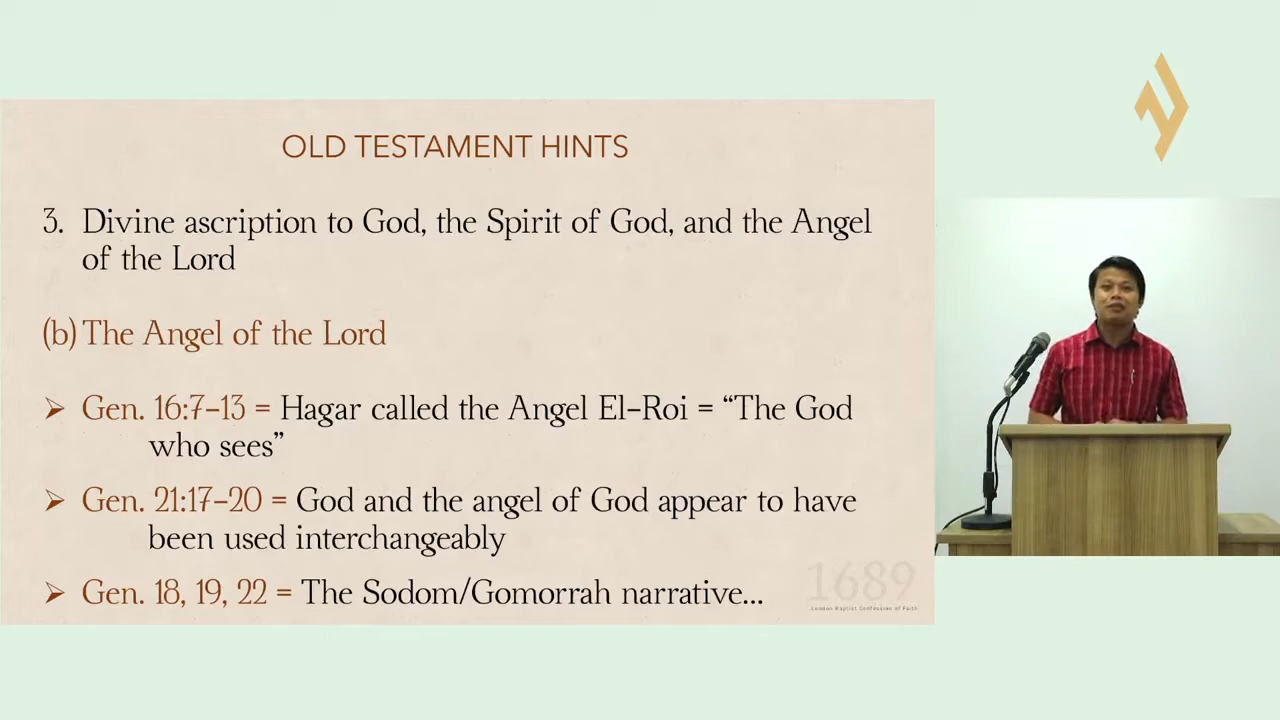 OLD TESTAMENT HINTS
3. Divine ascription to God, the Spirit of God, and the Angel
of the Lord
(b) The Angel of the Lord
➢ Gen. 16:7–13 = Hagar called the Angel El-Roi = “The God
who sees”
➢ Gen. 21:17–20 = God and the angel of God appear to have
been used interchangeably
➢ Gen. 18, 19, 22 = The Sodom/Gomorrah narrative...
1689
London Baptist Confession of Faith